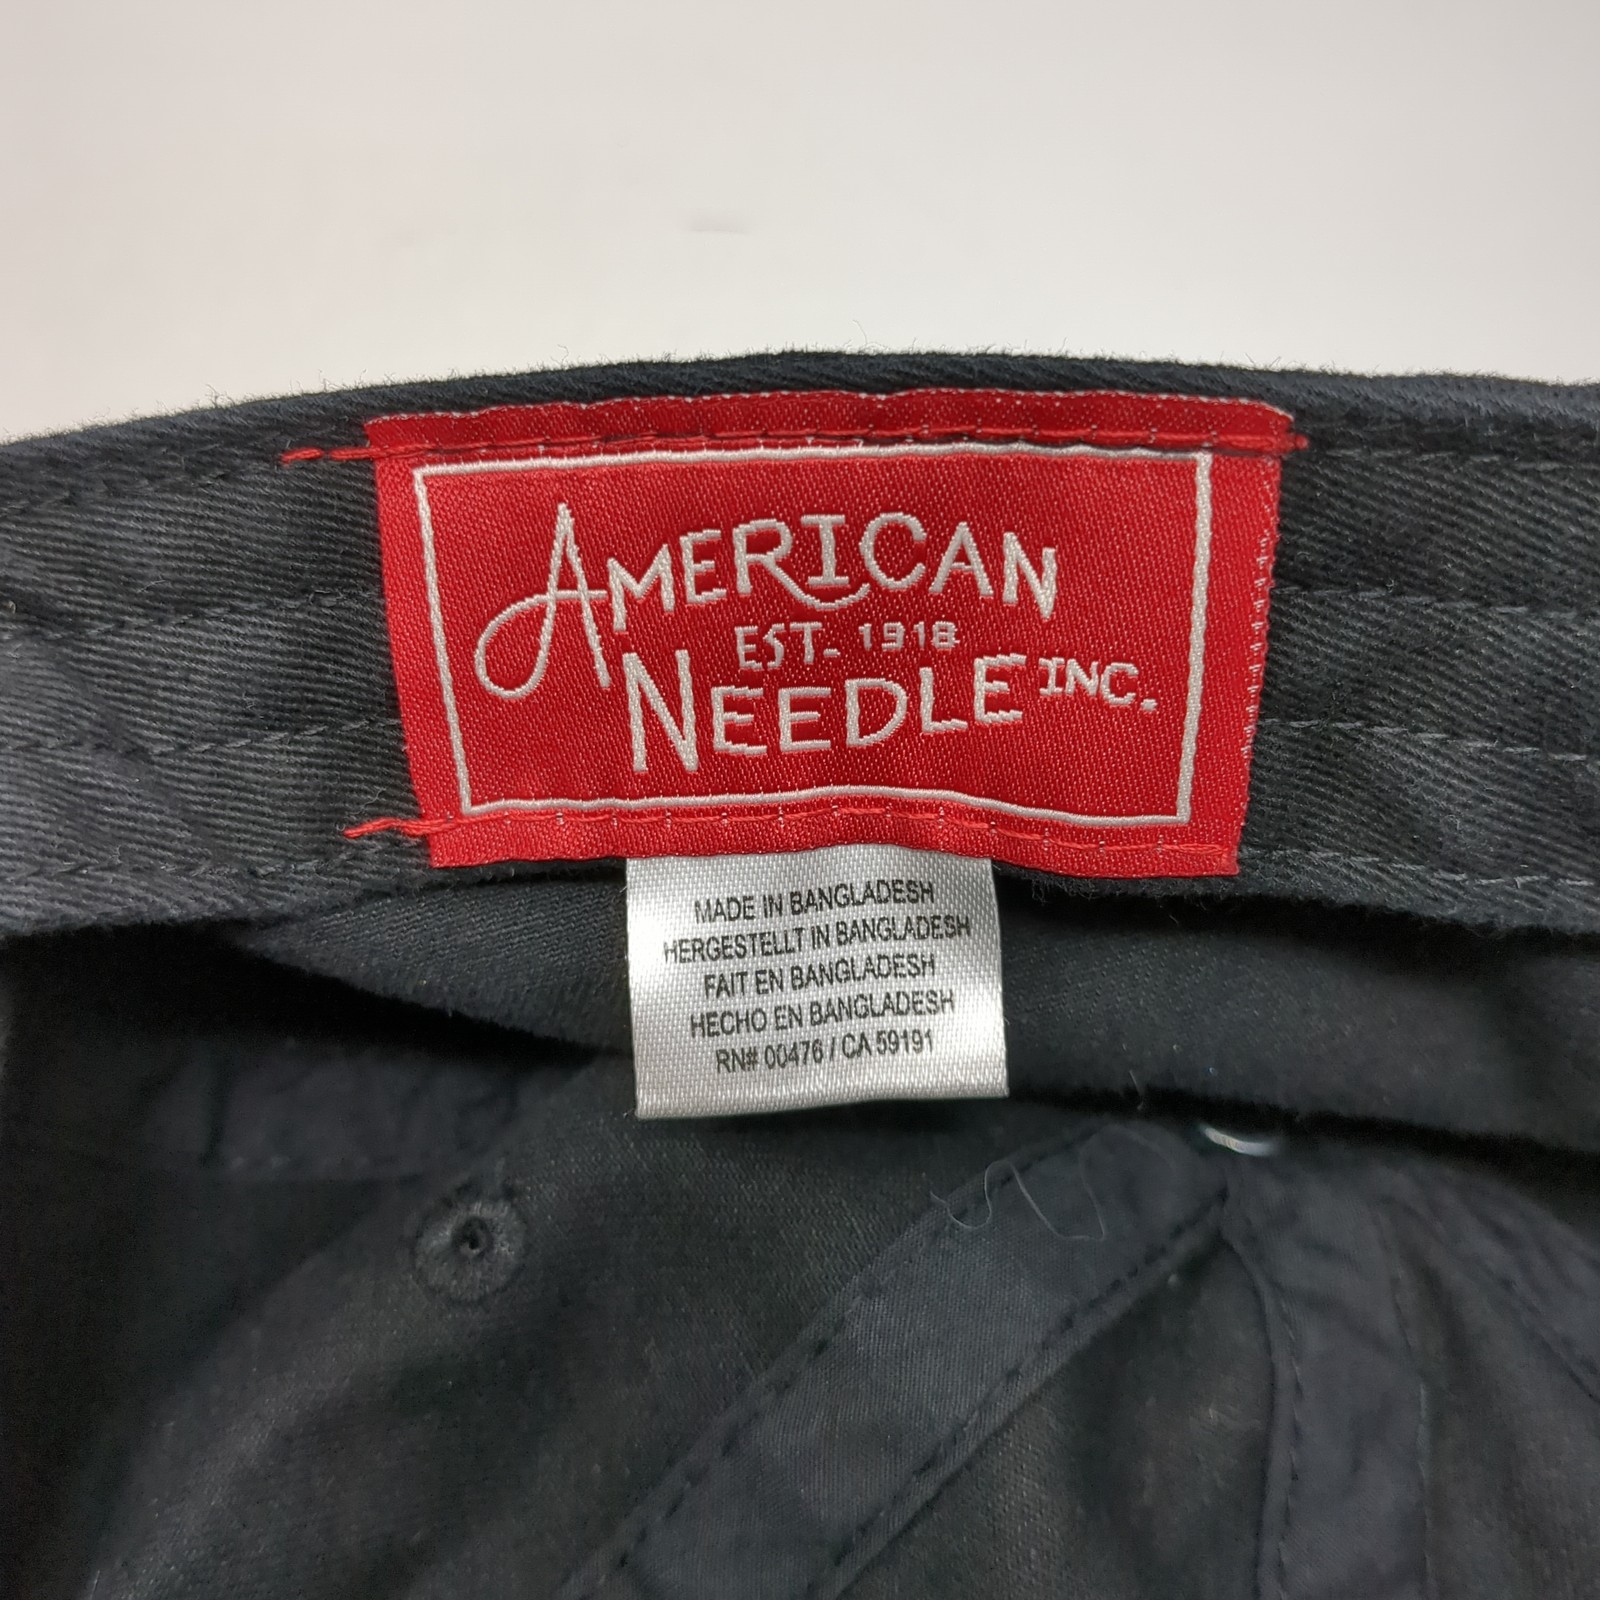 AMERICAN
EST. 1918
NEEDLE INC.
MADE IN BANGLADESH
HERGESTELLT IN BANGLADESH
FAIT EN BANGLADESH
HECHO EN BANGLADESH
RN# 00476 / CA 59191